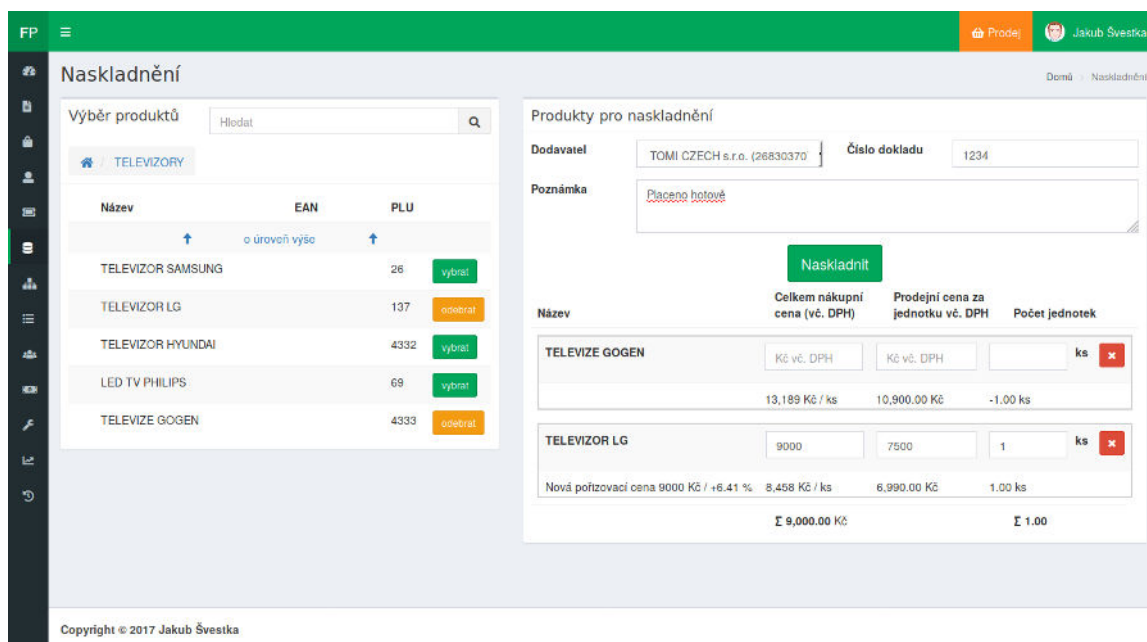 FP
Prodej
Jakub Švestka
Naskladnění
Domů
Naskladnění
Výběr produktů
Hledat
TELEVIZORY
Název EAN PLU
o úroveň výše
TELEVIZOR SAMSUNG 26 vybrat
TELEVIZOR LG 137 odebrat
TELEVIZOR HYUNDAI 4332 vybrat
LED TV PHILIPS 69 vybrat
TELEVIZE GOGEN 4333 odebrat
Produkty pro naskladnění
Dodavatel TOMI CZECH s.r.o. (26830370) Číslo dokladu 1234
Poznámka Placeno hotově
Naskladnit
Název Celkem nákupní cena (vč. DPH) Prodejní cena za jednotku vč. DPH Počet jednotek
TELEVIZE GOGEN Kč vč. DPH Kč vč. DPH ks
13,189 Kč / ks 10,900.00 Kč -1.00 ks
TELEVIZOR LG 9000 7500 1 ks
Nová pořizovací cena 9000 Kč / +6.41 % 8,458 Kč / ks 6,990.00 Kč 1.00 ks
Σ 9,000.00 Kč Σ 1.00
Copyright © 2017 Jakub Švestka